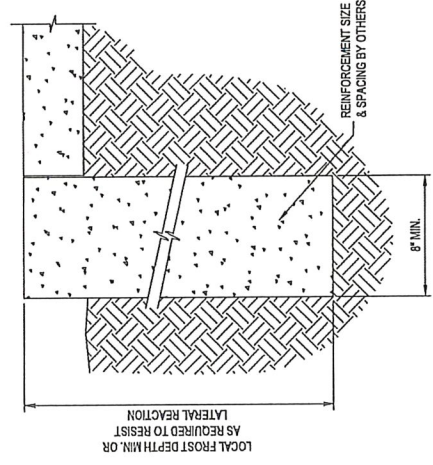 LOCAL FROST DEPTH MIN. OR
AS REQUIRED TO RESIST
LATERAL REACTION
REINFORCEMENT SIZE
& SPACING BY OTHERS
8" MIN.